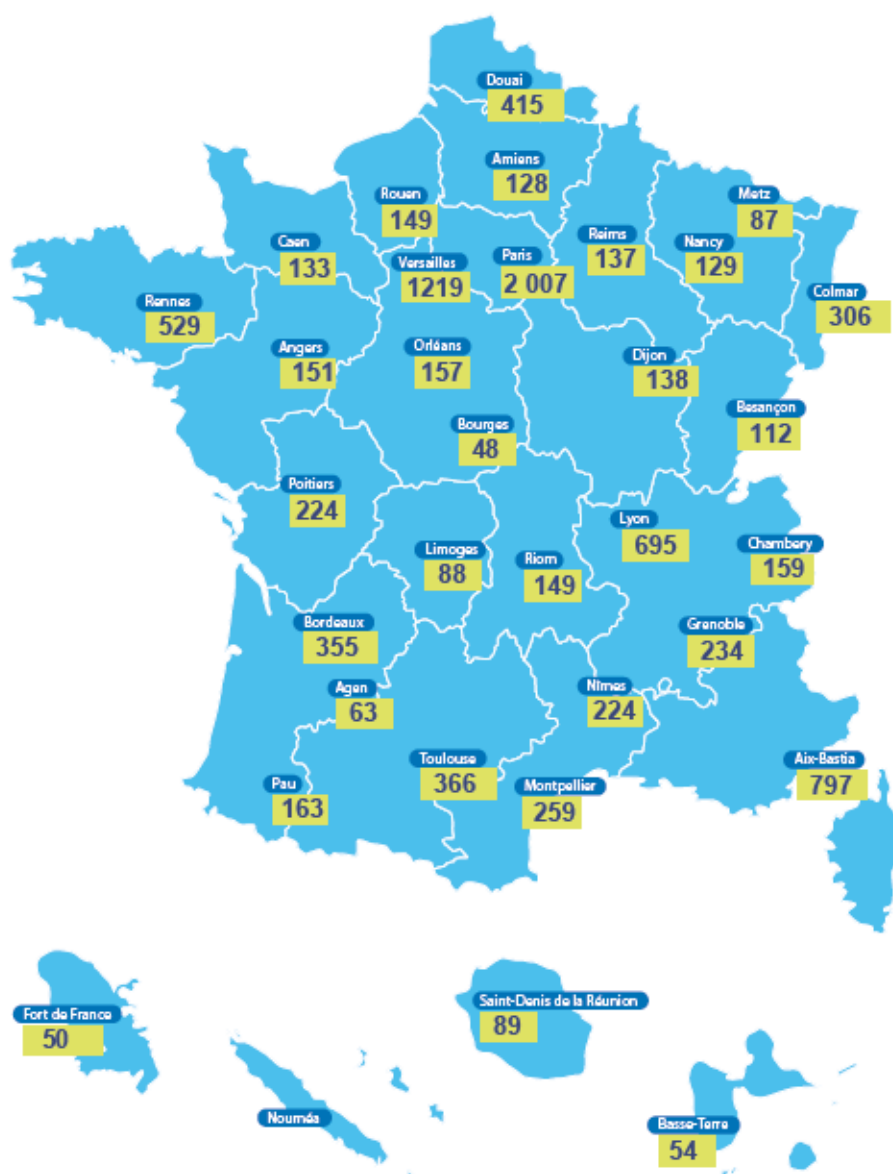 Douai
415
Amiens
128
Rouen
149
Metz
87
Caen
133
Versailles
1219
Paris
2 007
Reims
137
Nancy
129
Colmar
306
Rennes
529
Angers
151
Orléans
157
Dijon
138
Besançon
112
Bourges
48
Poitiers
224
Limoges
88
Riom
149
Lyon
695
Chambery
159
Bordeaux
355
Grenoble
234
Agen
63
Nîmes
224
Toulouse
366
Pau
163
Montpellier
259
Aix-Bastia
797
Fort de France
50
Saint-Denis de la Réunion
89
Nouméa
Basse-Terre
54